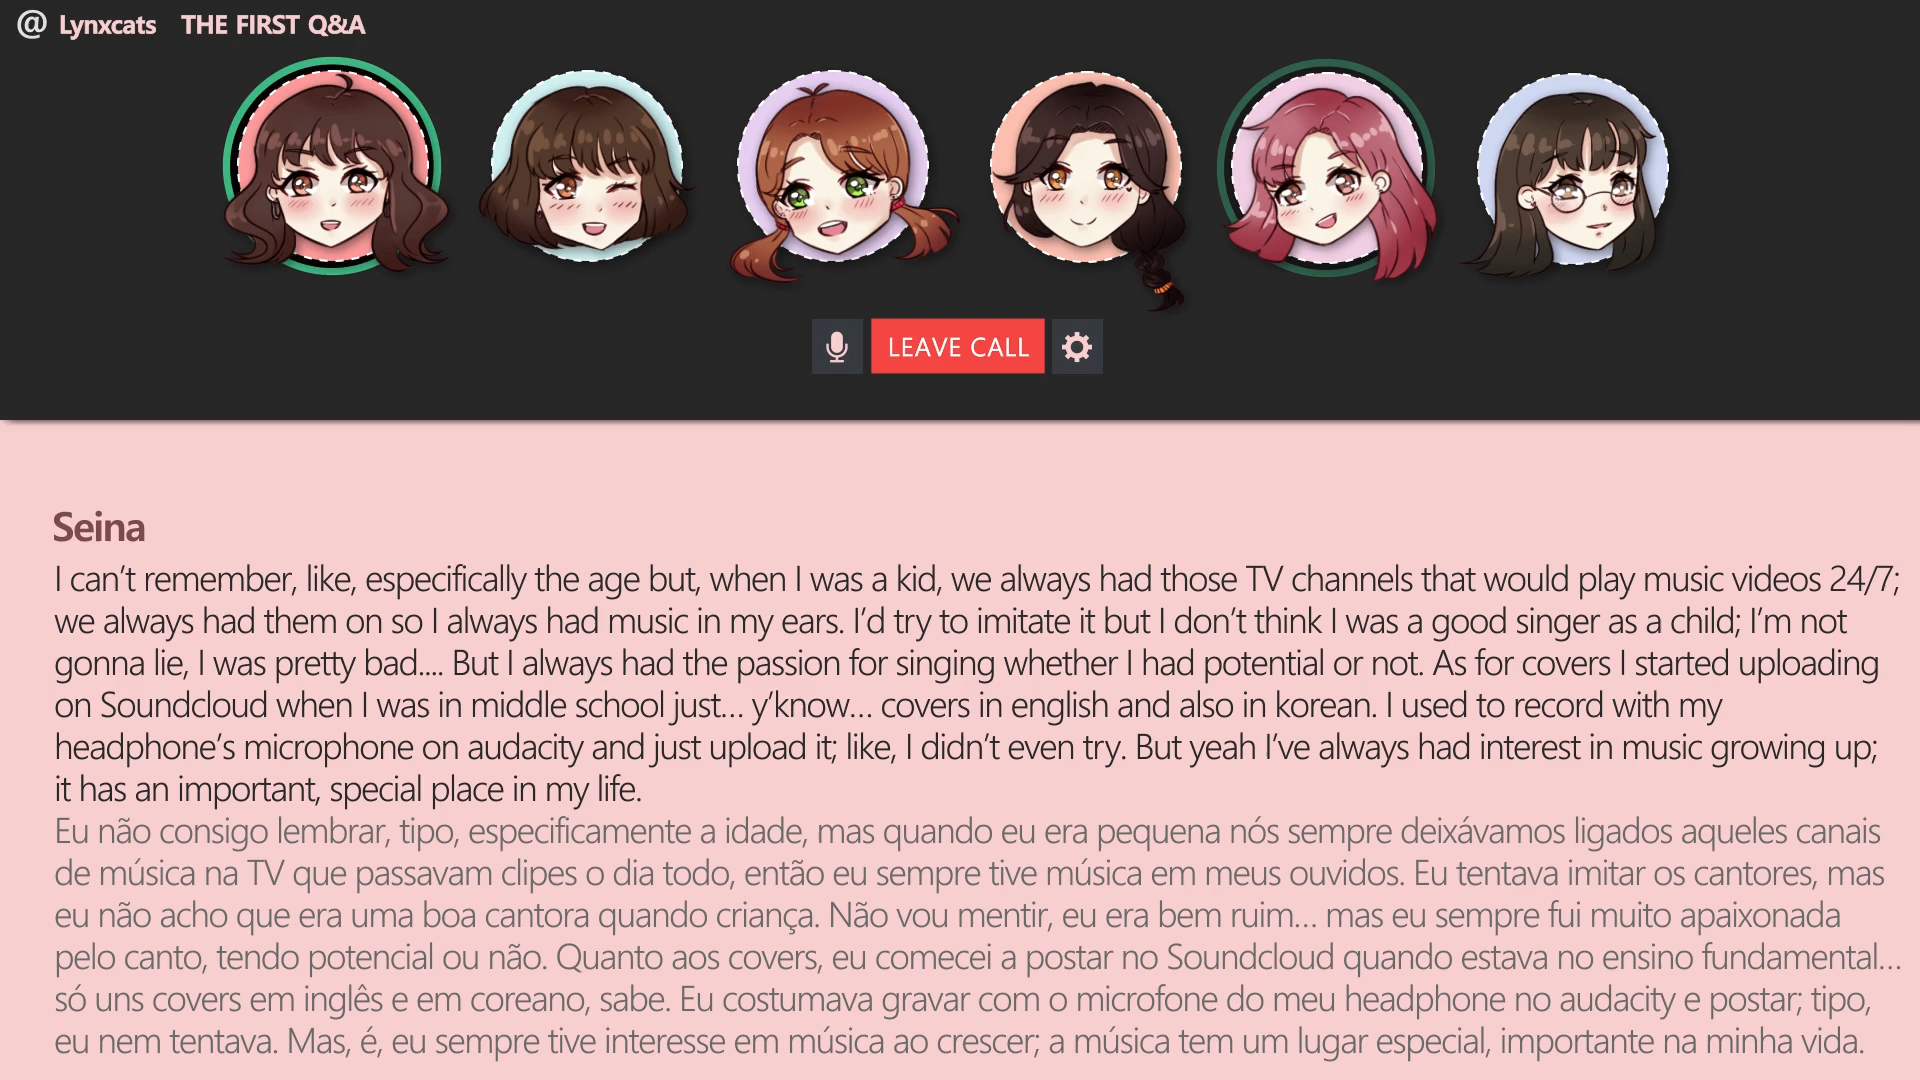 @ Lynxcats THE FIRST Q&A
LEAVE CALL
Seina
I can't remember, like, especifically the age but, when I was a kid, we always had those TV channels that would play music videos 24/7;
we always had them on so I always had music in my ears. I'd try to imitate it but I don't think I was a good singer as a child; I'm not
gonna lie, I was pretty bad.... But I always had the passion for singing whether I had potential or not. As for covers I started uploading
on Soundcloud when I was in middle school just... y'know... covers in english and also in korean. I used to record with my
headphone's microphone on audacity and just upload it; like, I didn't even try. But yeah I've always had interest in music growing up;
it has an important, special place in my life.
Eu não consigo lembrar, tipo, especificamente a idade, mas quando eu era pequena nós sempre deixávamos ligados aqueles canais
de música na TV que passavam clipes o dia todo, então eu sempre tive música em meus ouvidos. Eu tentava imitar os cantores, mas
eu não acho que era uma boa cantora quando criança. Não vou mentir, eu era bem ruim... mas eu sempre fui muito apaixonada
pelo canto, tendo potencial ou não. Quanto aos covers, eu comecei a postar no Soundcloud quando estava no ensino fundamental...
só uns covers em inglês e em coreano, sabe. Eu costumava gravar com o microfone do meu headphone no audacity e postar; tipo,
eu nem tentava. Mas, é, eu sempre tive interesse em música ao crescer; a música tem um lugar especial, importante na minha vida.